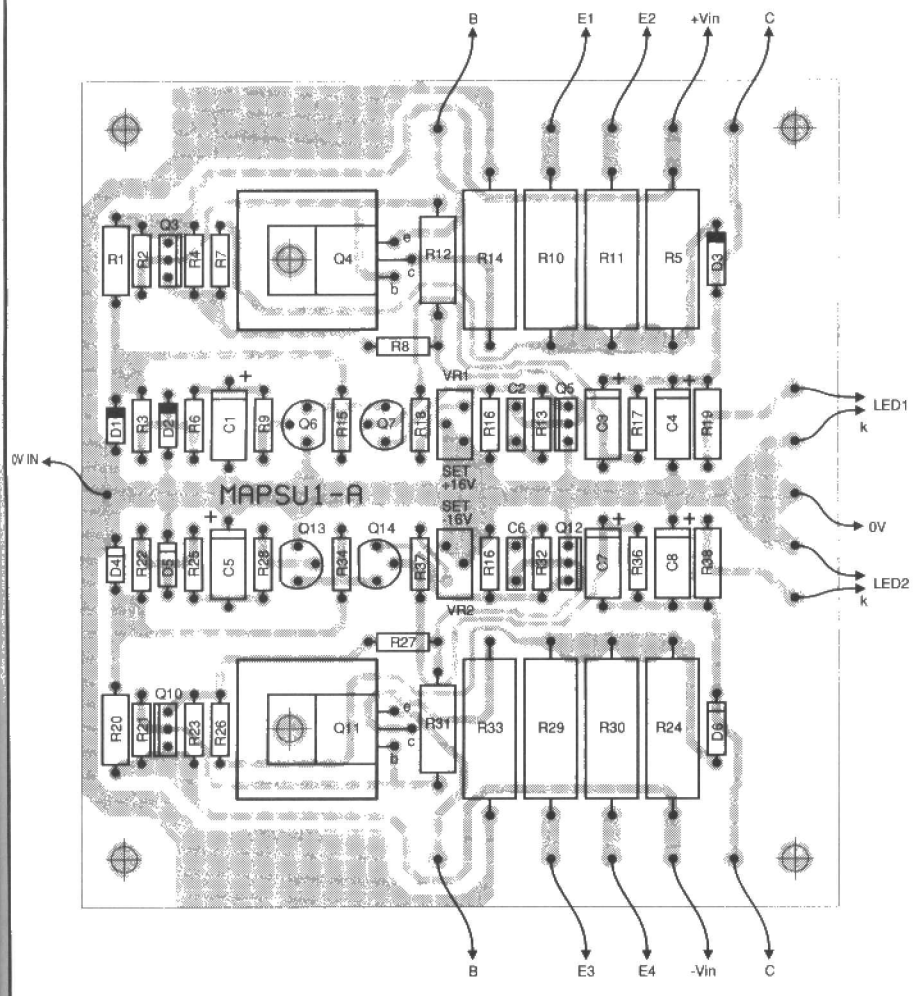 B E1 E2 +Vin C
Q3
R1 R2 R4 R7 Q4 e c b R12 R14 R10 R11 R5 D3
R8
VR1 C2 Q5
D1 R3 D2 R6 + C1 R9 Q6 R15 Q7 R18 R16 R13 + C3 R17 + C4 R19
LED1
k
0V IN
MAPSU1-A
SET
+16V
SET
-16V
0V
Q13 Q14 C6 Q12
D4 R22 D5 R25 + C5 R28 R34 R37 R16 R32 + C7 R36 + C8 R38
LED2
k
VR2
R27
Q10
R20 R21 R23 R26 Q11 e c b R31 R33 R29 R30 R24 D6
B E3 E4 -Vin C